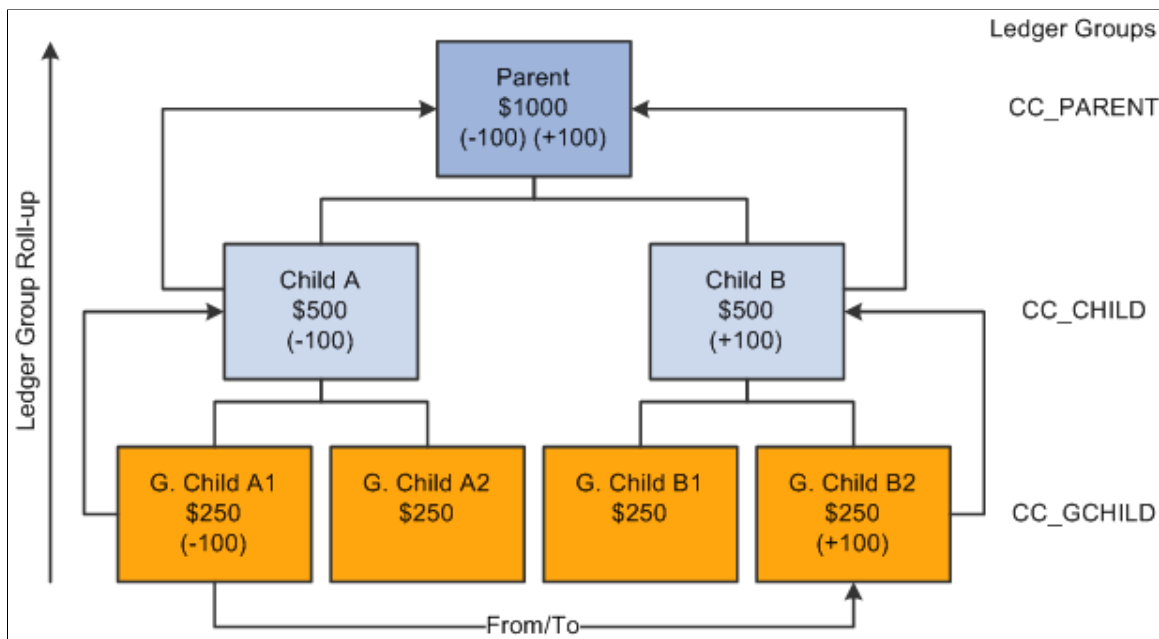 Ledger Groups
Parent
$1000
(-100) (+100)
CC_PARENT
Ledger Group Roll-up
Child A
$500
(-100)
Child B
$500
(+100)
CC_CHILD
G. Child A1
$250
(-100)
G. Child A2
$250
G. Child B1
$250
G. Child B2
$250
(+100)
CC_GCHILD
From/To